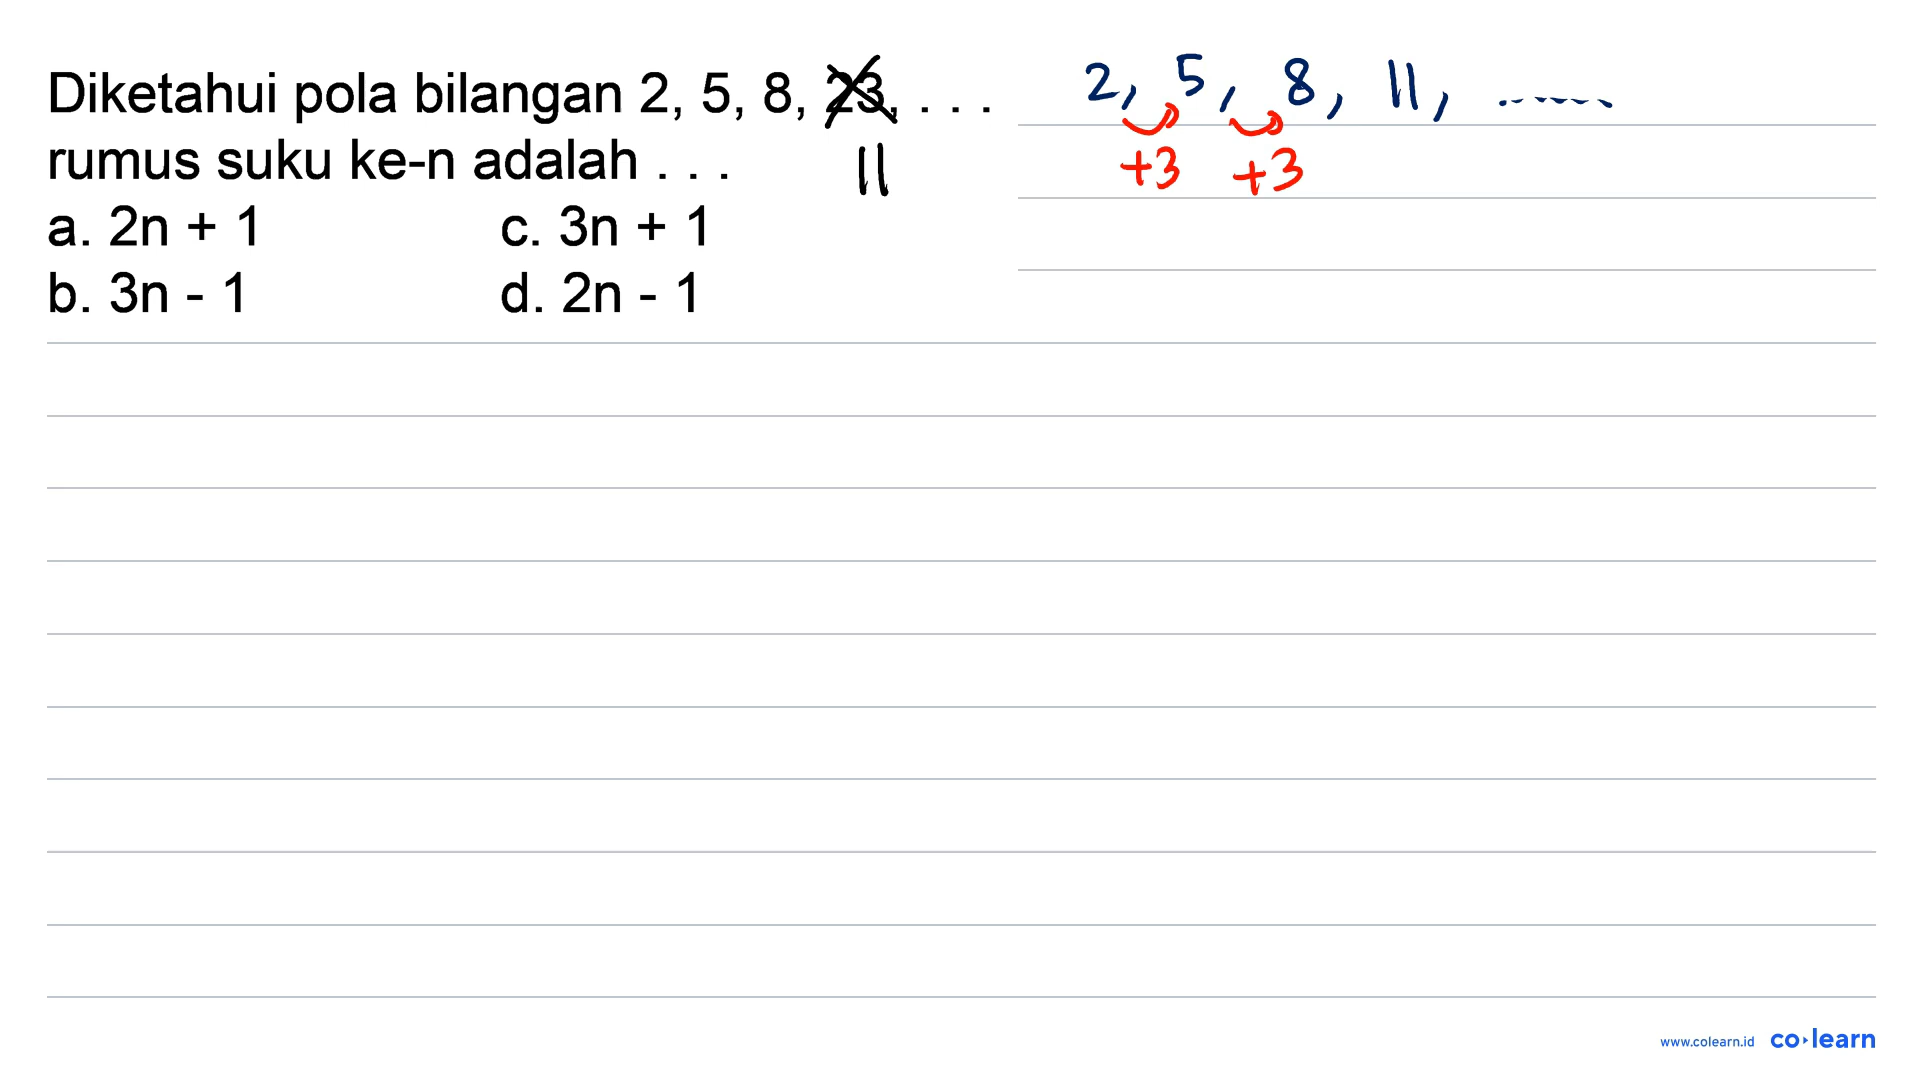 Diketahui pola bilangan 2, 5, 8, 23, . . .
11
rumus suku ke-n adalah . . .
a. 2n + 1 c. 3n + 1
b. 3n - 1 d. 2n - 1
2, 5, 8, 11, ......
+3 +3
www.colearn.id co learn